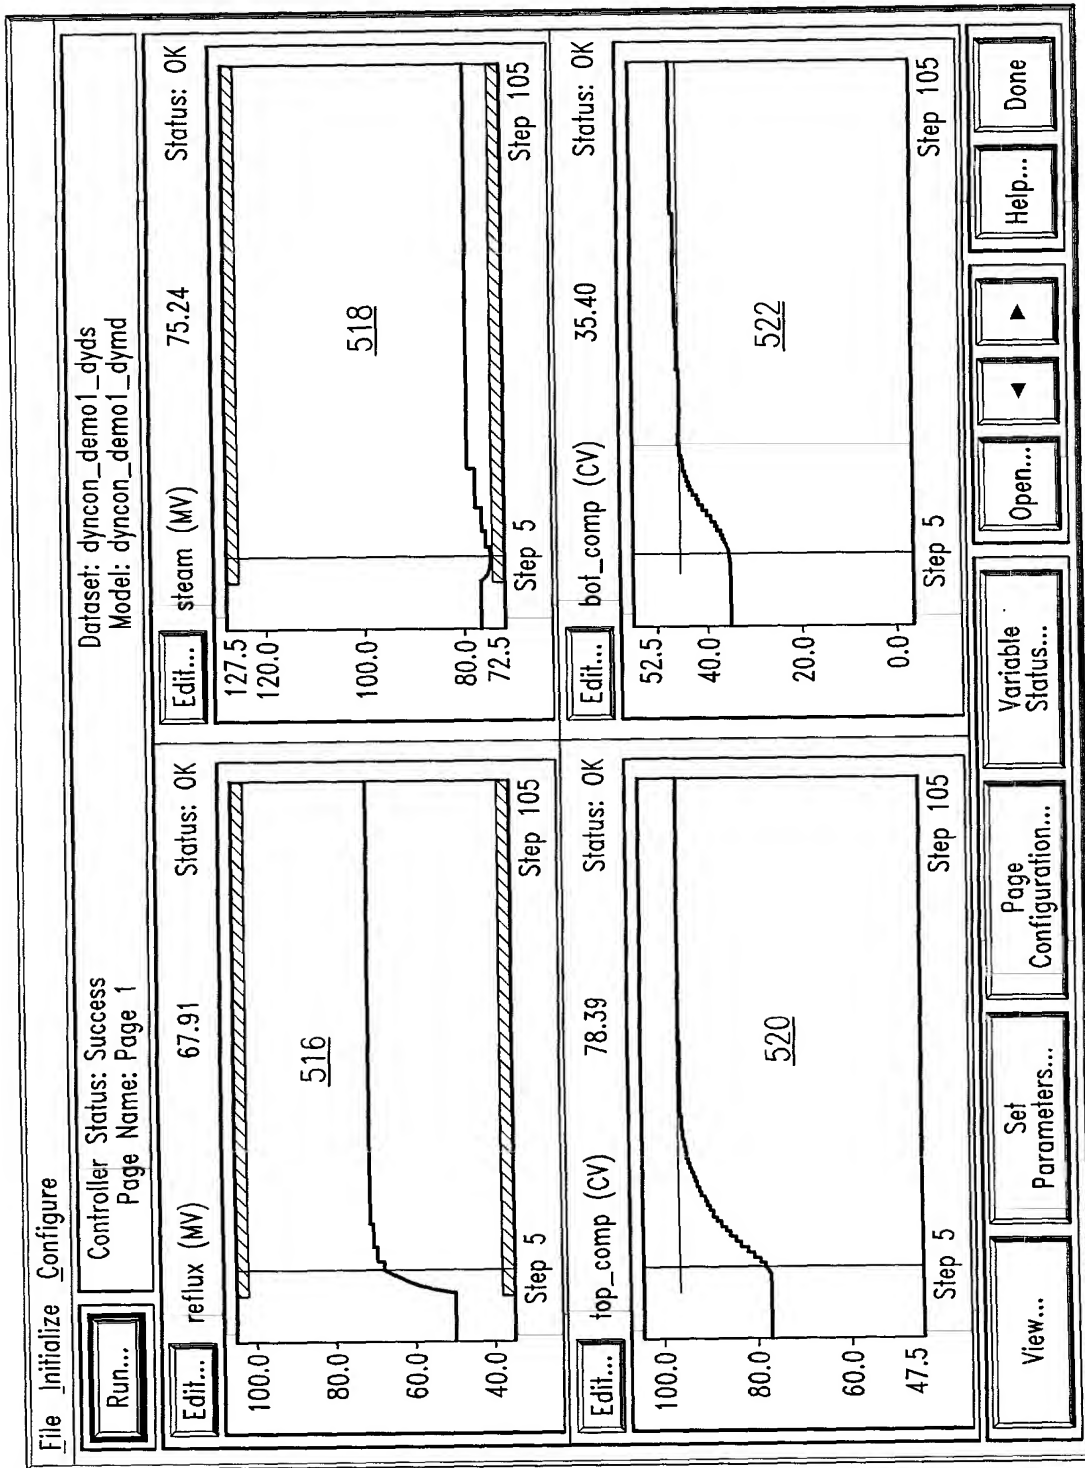 File Initialize Configure
Run...
Controller Status: Success
Page Name: Page 1
Dataset: dyncon_demo1_dyds
Model: dyncon_demo1_dymd
Edit...
reflux (MV)
67.91
Status: OK
100.0
80.0
60.0
40.0
516
Step 5
Step 105
Edit...
steam (MV)
75.24
Status: OK
127.5
120.0
100.0
80.0
72.5
518
Step 5
Step 105
Edit...
top_comp (CV)
78.39
Status: OK
100.0
80.0
60.0
47.5
520
Step 5
Step 105
Edit...
bot_comp (CV)
35.40
Status: OK
52.5
40.0
20.0
0.0
522
Step 5
Step 105
View...
Set
Parameters...
Page
Configuration...
Variable
Status...
Open...
Help...
Done